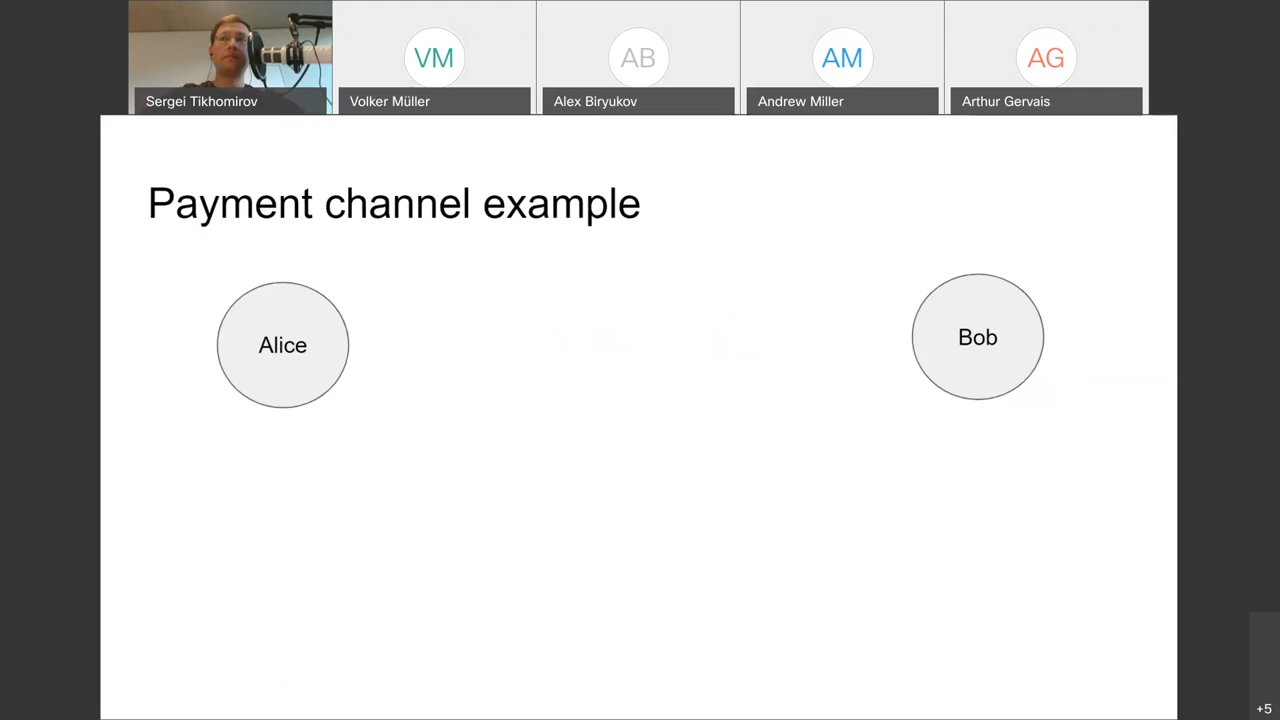 VM
AB
AM
AG
Sergei Tikhomirov
Volker Müller
Alex Biryukov
Andrew Miller
Arthur Gervais
Payment channel example
Alice
Bob
+5